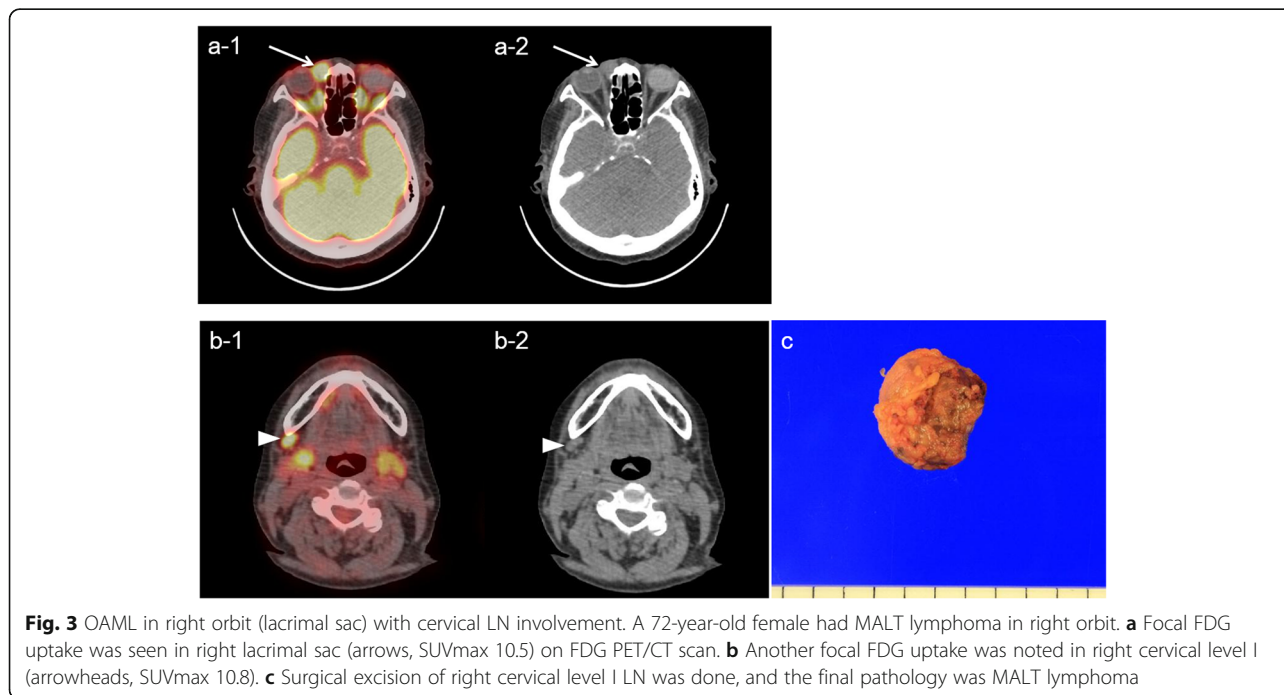 a-1
a-2
b-1
b-2
c
Fig. 3 OAML in right orbit (lacrimal sac) with cervical LN involvement. A 72-year-old female had MALT lymphoma in right orbit. a Focal FDG
uptake was seen in right lacrimal sac (arrows, SUVmax 10.5) on FDG PET/CT scan. b Another focal FDG uptake was noted in right cervical level I
(arrowheads, SUVmax 10.8). c Surgical excision of right cervical level I LN was done, and the final pathology was MALT lymphoma